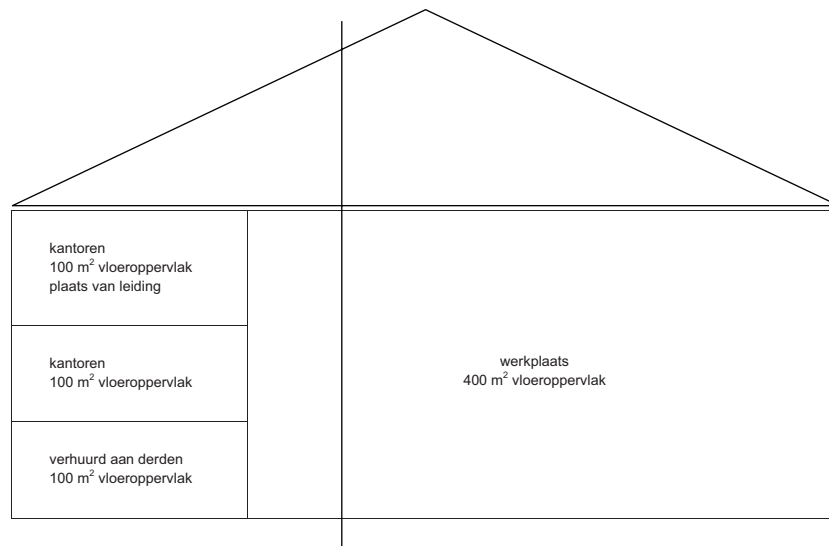 kantoren
100 m² vloeroppervlak
plaats van leiding
kantoren
100 m² vloeroppervlak
werkplaats
400 m² vloeroppervlak
verhuurd aan derden
100 m² vloeroppervlak